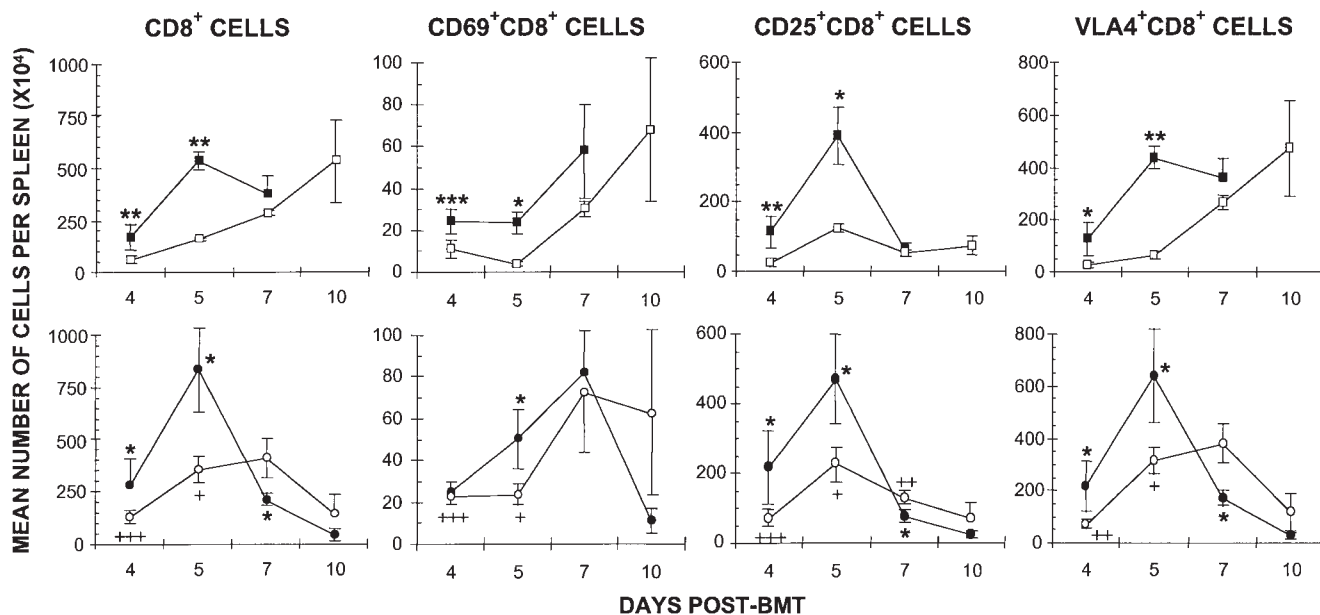 CD8+ CELLS
CD69+CD8+ CELLS
CD25+CD8+ CELLS
VLA4+CD8+ CELLS
MEAN NUMBER OF CELLS PER SPLEEN (X10⁴)
1000
750
500
250
0
** ** 
4 5 7 10
100
80
60
40
20
0
*** *
4 5 7 10
600
400
200
0
** *
4 5 7 10
800
600
400
200
0
* **
4 5 7 10
1000
750
500
250
0
* * *
+++ +
4 5 7 10
100
80
60
40
20
0
*
+++ +
4 5 7 10
600
400
200
0
* * *
+++ + ++
4 5 7 10
800
600
400
200
0
* * *
++ +
4 5 7 10
DAYS POST-BMT